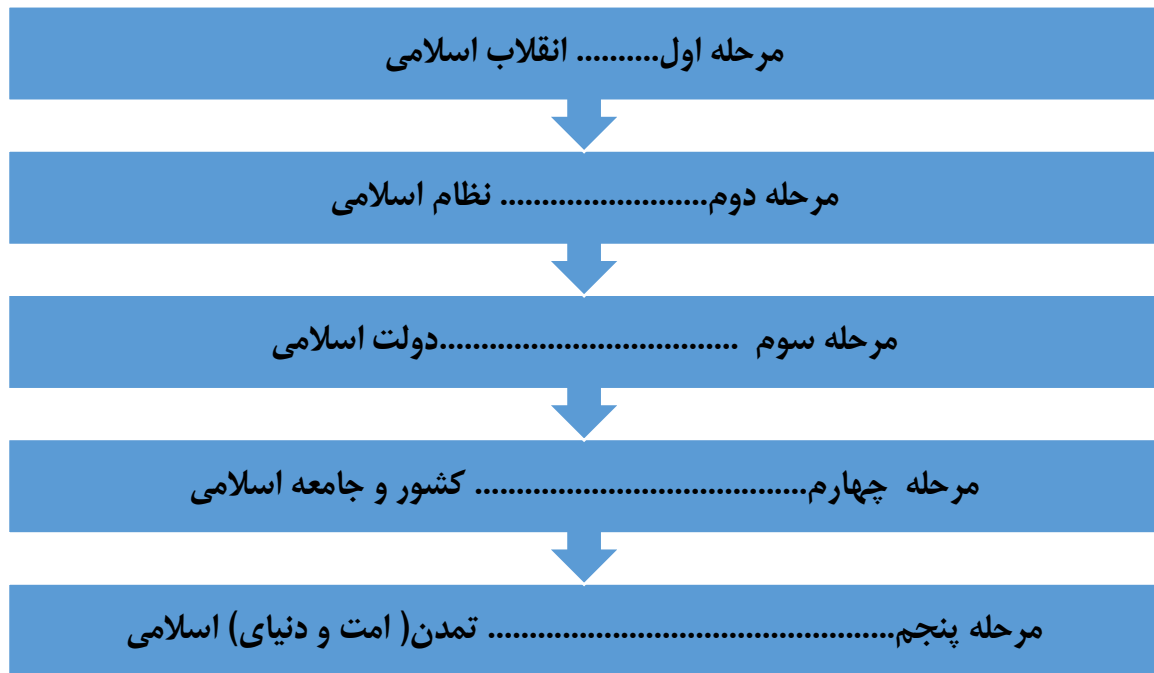 مرحله اول.......... انقلاب اسلامی
مرحله دوم......................... نظام اسلامی
مرحله سوم ....................................دولت اسلامی
مرحله چهارم........................................ کشور و جامعه اسلامی
مرحله پنجم................................................. تمدن( امت و دنیای) اسلامی